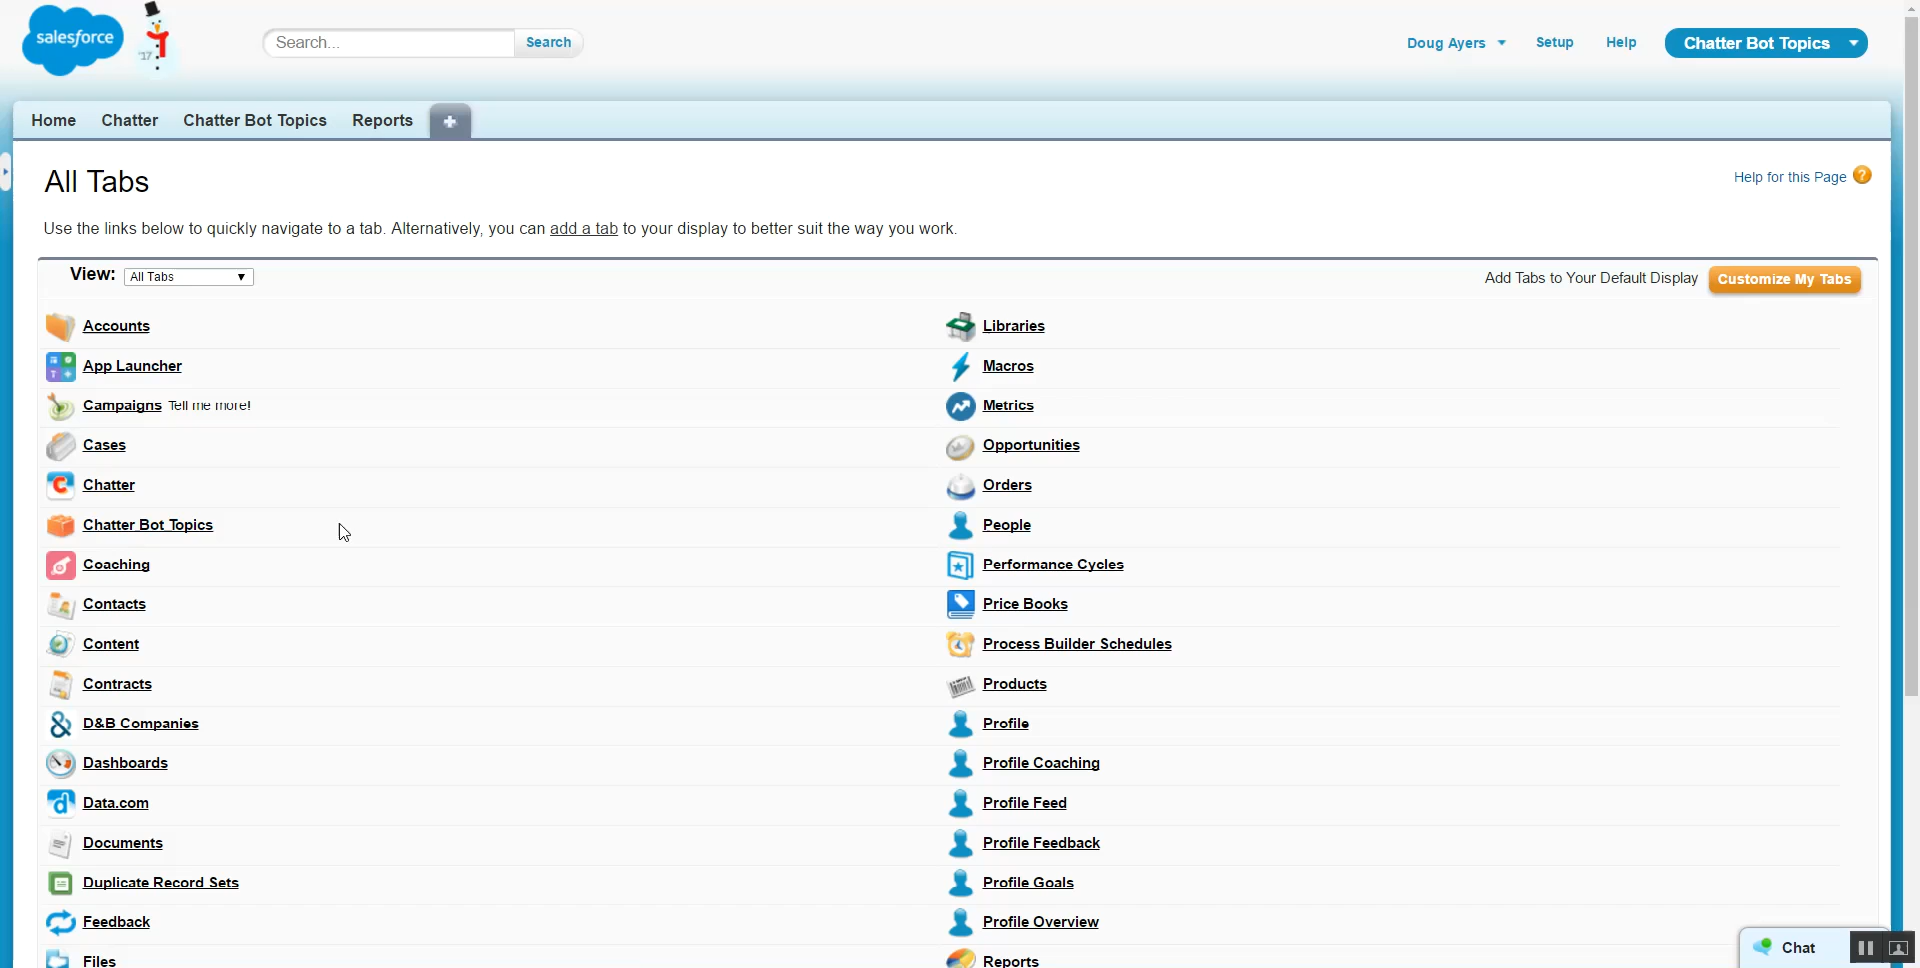 salesforce
'17
Search...
Search
Doug Ayers
Setup
Help
Chatter Bot Topics
Home
Chatter
Chatter Bot Topics
Reports
All Tabs
Help for this Page
?
Use the links below to quickly navigate to a tab. Alternatively, you can add a tab to your display to better suit the way you work.
View:
All Tabs
Add Tabs to Your Default Display
Customize My Tabs
Accounts
App Launcher
Campaigns Tell me more!
Cases
Chatter
Chatter Bot Topics
Coaching
Contacts
Content
Contracts
D&B Companies
Dashboards
Data.com
Documents
Duplicate Record Sets
Feedback
Files
Libraries
Macros
Metrics
Opportunities
Orders
People
Performance Cycles
Price Books
Process Builder Schedules
Products
Profile
Profile Coaching
Profile Feed
Profile Feedback
Profile Goals
Profile Overview
Reports
Chat